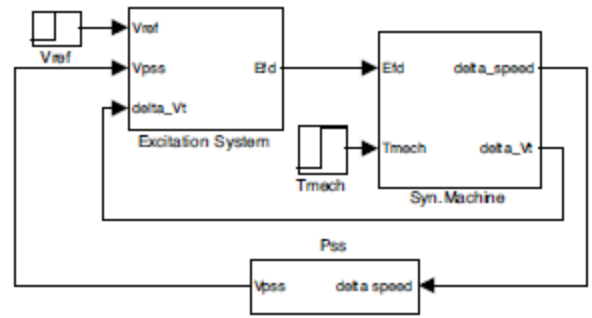 Vref
Vref
Vpss
Efd
delta_Vt
Excitation System
Efd
delta_speed
Tmech
delta_Vt
Tmech
Syn.Machine
Pss
Vpss
delta speed